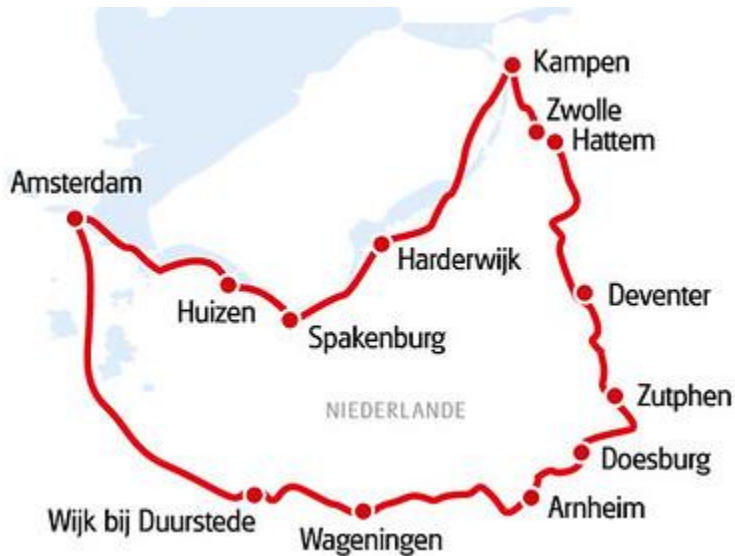 Kampen
Zwolle
Hattem
Amsterdam
Harderwijk
Huizen
Deventer
Spakenburg
Zutphen
NIEDERLANDE
Doesburg
Arnheim
Wijk bij Duurstede
Wageningen